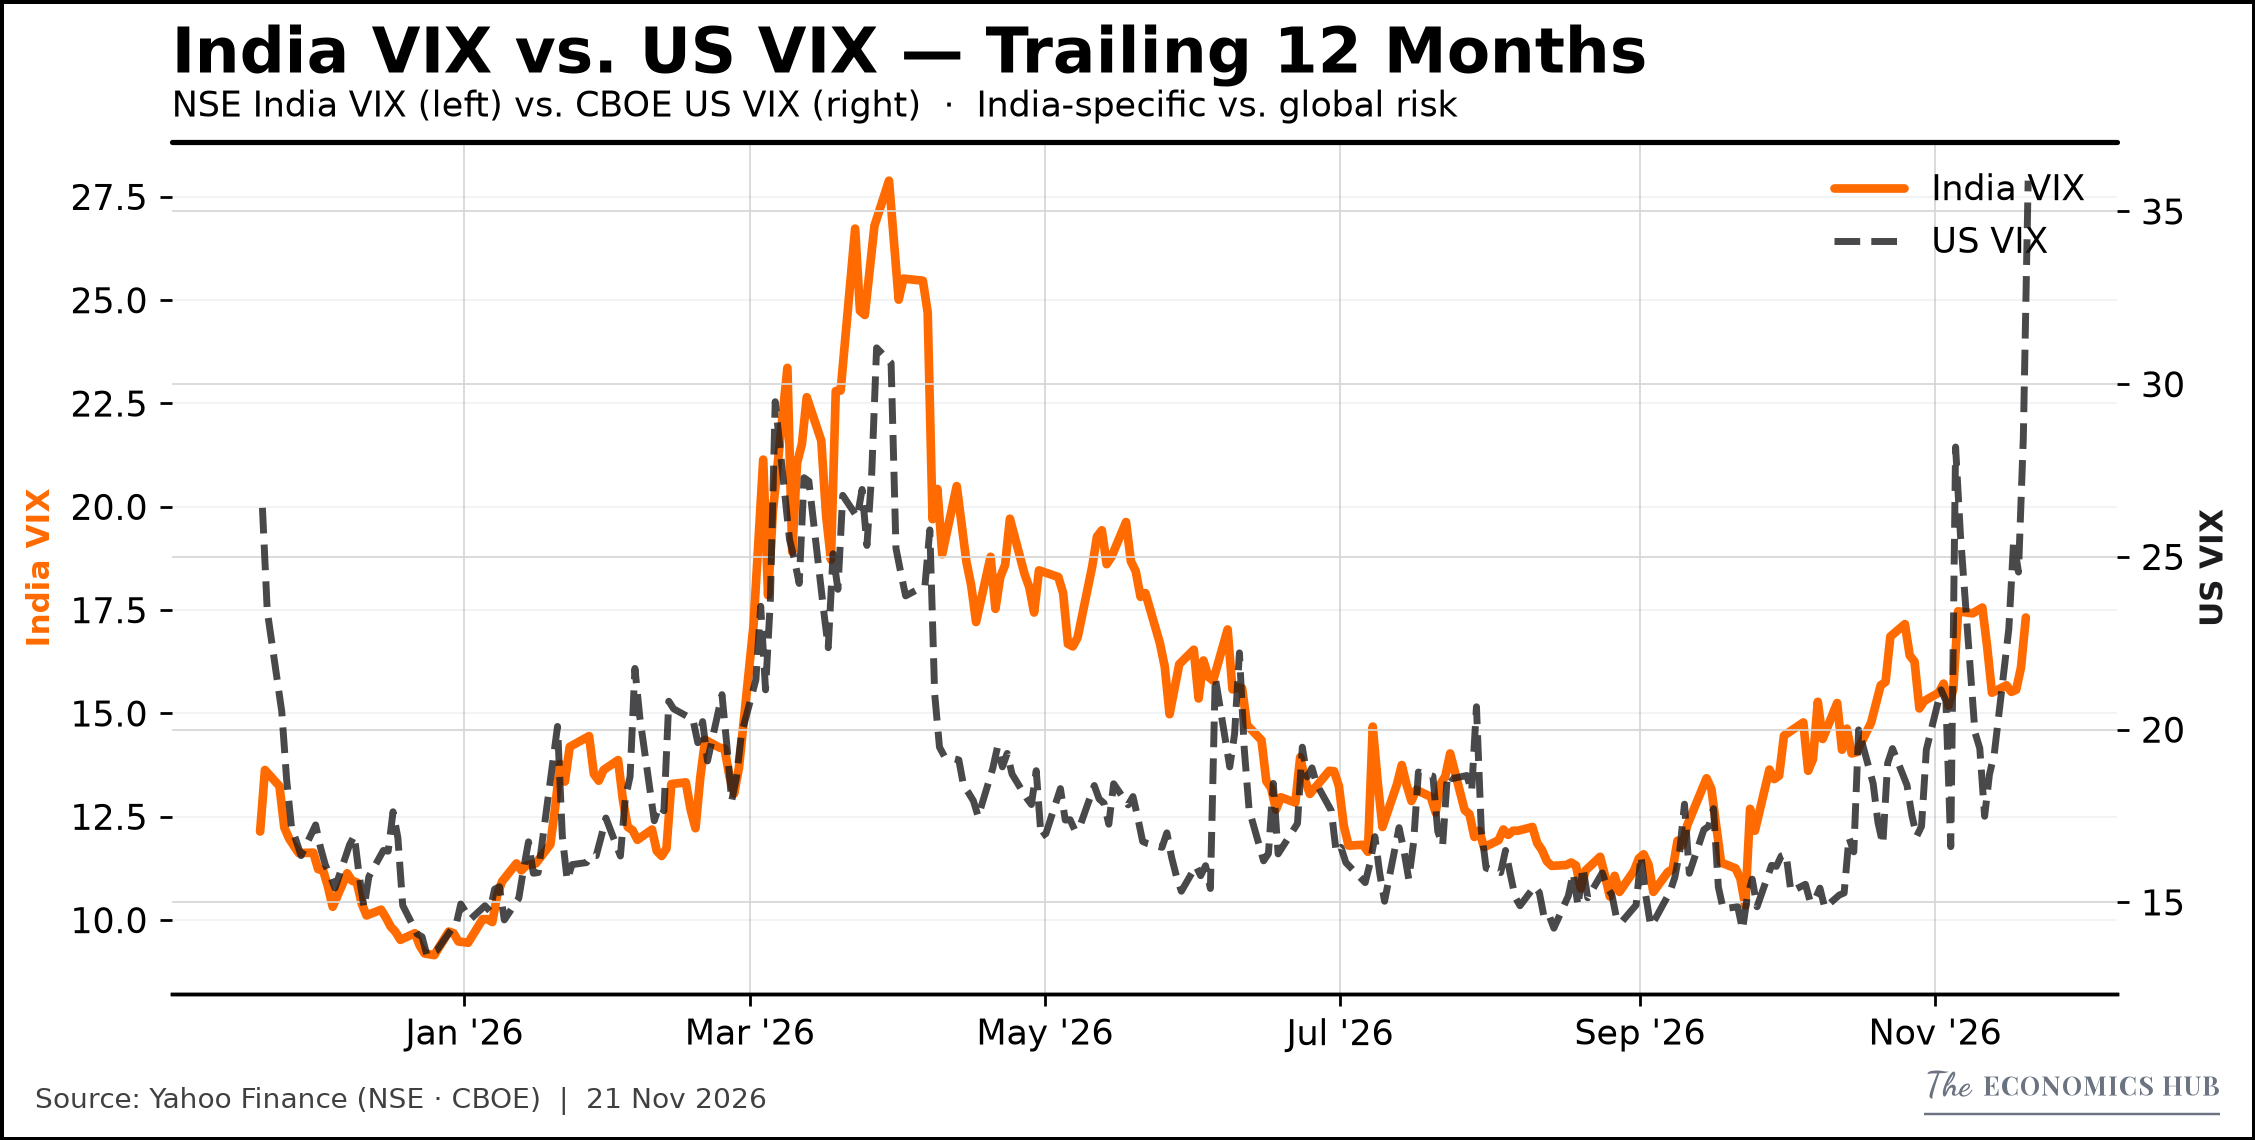 India VIX vs. US VIX — Trailing 12 Months
NSE India VIX (left) vs. CBOE US VIX (right) · India-specific vs. global risk
India VIX
US VIX
27.5
25.0
22.5
20.0
17.5
15.0
12.5
10.0
India VIX
35
30
25
20
15
US VIX
Jan '26
Mar '26
May '26
Jul '26
Sep '26
Nov '26
Source: Yahoo Finance (NSE · CBOE) | 21 Nov 2026
The ECONOMICS HUB